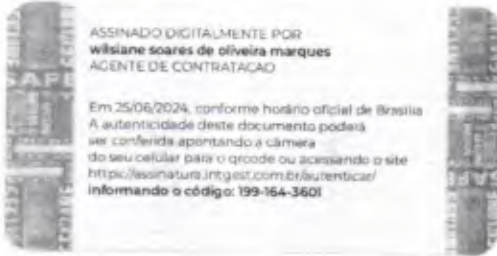 ASSINADO DIGITALMENTE POR
wilsiane soares de oliveira marques
AGENTE DE CONTRATACAO
Em 25/06/2024, conforme horário oficial de Brasilia
A autenticidade deste documento poderá
ser conferida apontando a câmera
do seu celular para o qrcode ou acessando o site
https://assinatura.intgest.com.br/autenticar/
informando o código: 199-164-3601